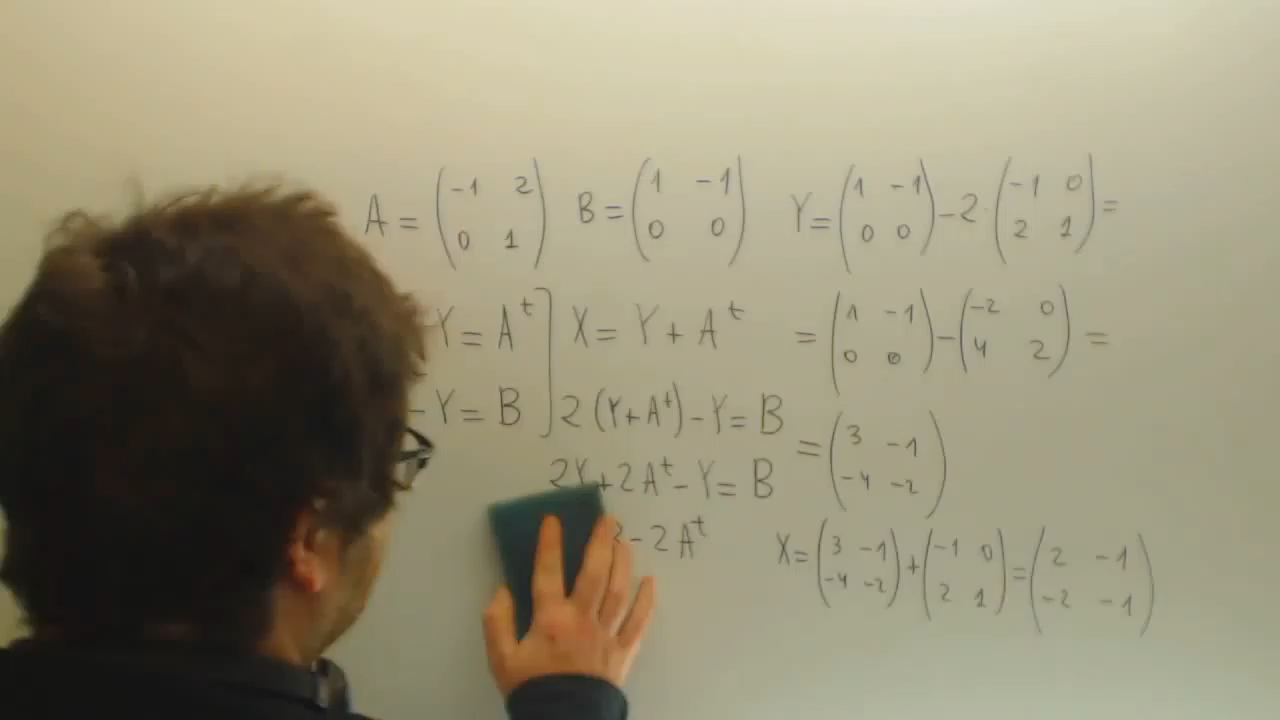 A = (-1 2 0 1) B = (1 -1 0 0) Y = (1 -1 0 0) - 2 · (-1 0 2 1) =
Y = A^t ] X = Y + A^t = (1 -1 0 0) - (-2 0 4 2) =
- Y = B 2 (Y + A^t) - Y = B = (3 -1 -4 -2)
2Y + 2A^t - Y = B
- 2A^t X = (3 -1 -4 -2) + (-1 0 2 1) = (2 -1 -2 -1)